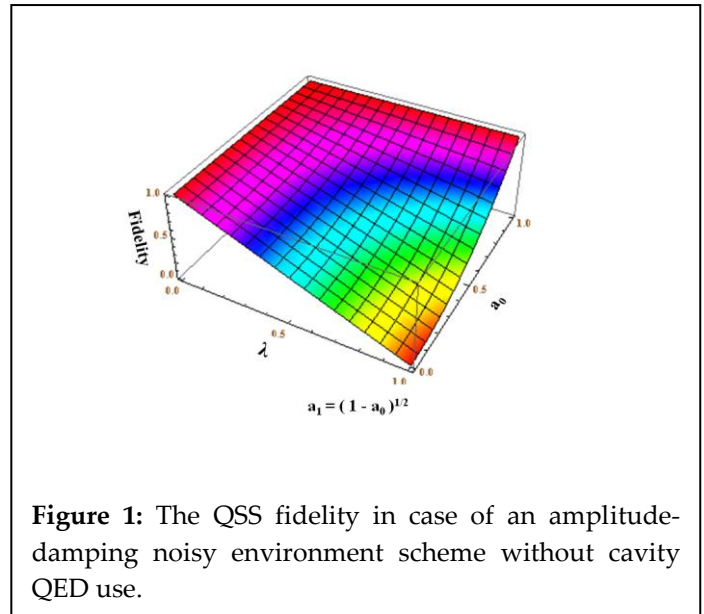 1.0
0.5
0.0
Fidelity
0.0
0.5
1.0
λ
0.0
0.5
1.0
a₀
a₁ = ( 1 - a₀ )^{1/2}
Figure 1: The QSS fidelity in case of an amplitude-
damping noisy environment scheme without cavity
QED use.